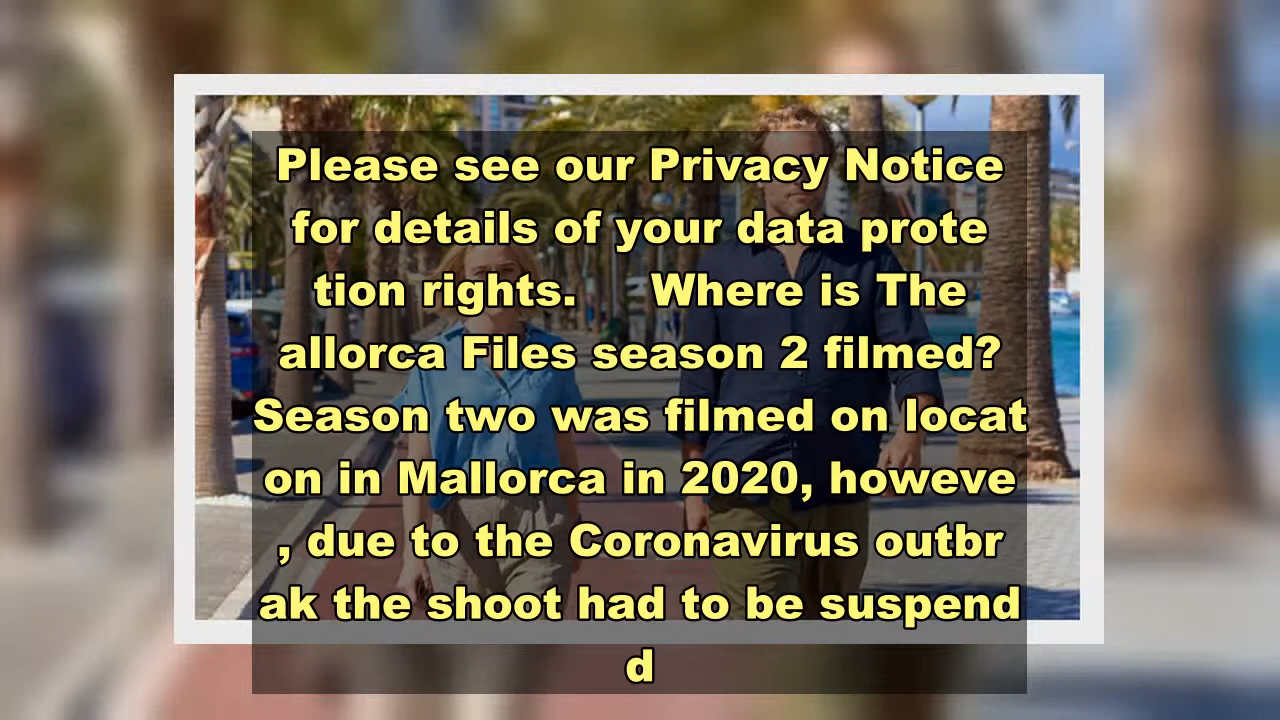 Please see our Privacy Notice
for details of your data prote
tion rights.     Where is The
allorca Files season 2 filmed?
Season two was filmed on locat
on in Mallorca in 2020, howeve
, due to the Coronavirus outbr
ak the shoot had to be suspend
d